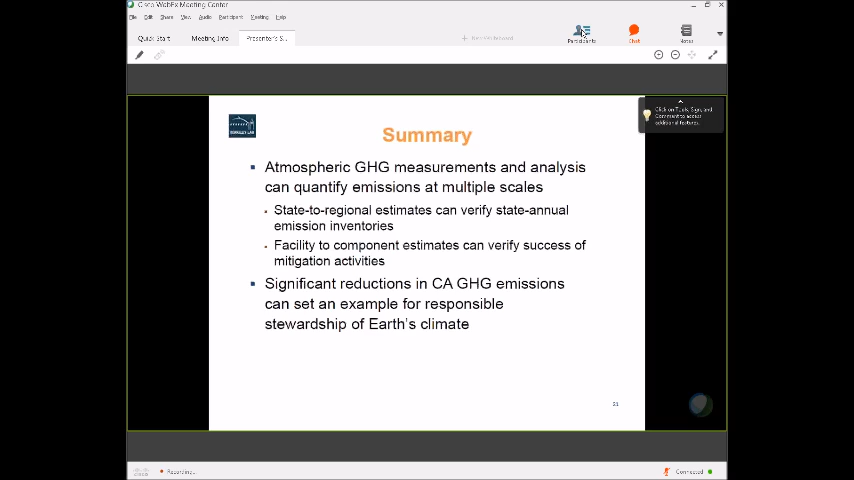 Cisco WebEx Meeting Center
File Edit Share View Audio Participant Meeting Help
Quick Start Meeting Info Presenter's S...
Participants Chat Notes
Click on Tools, Sign, and
Comment to access
additional features.
BERKELEY LAB
Summary
Atmospheric GHG measurements and analysis
can quantify emissions at multiple scales
State-to-regional estimates can verify state-annual
emission inventories
Facility to component estimates can verify success of
mitigation activities
Significant reductions in CA GHG emissions
can set an example for responsible
stewardship of Earth's climate
21
Recording...
Connected